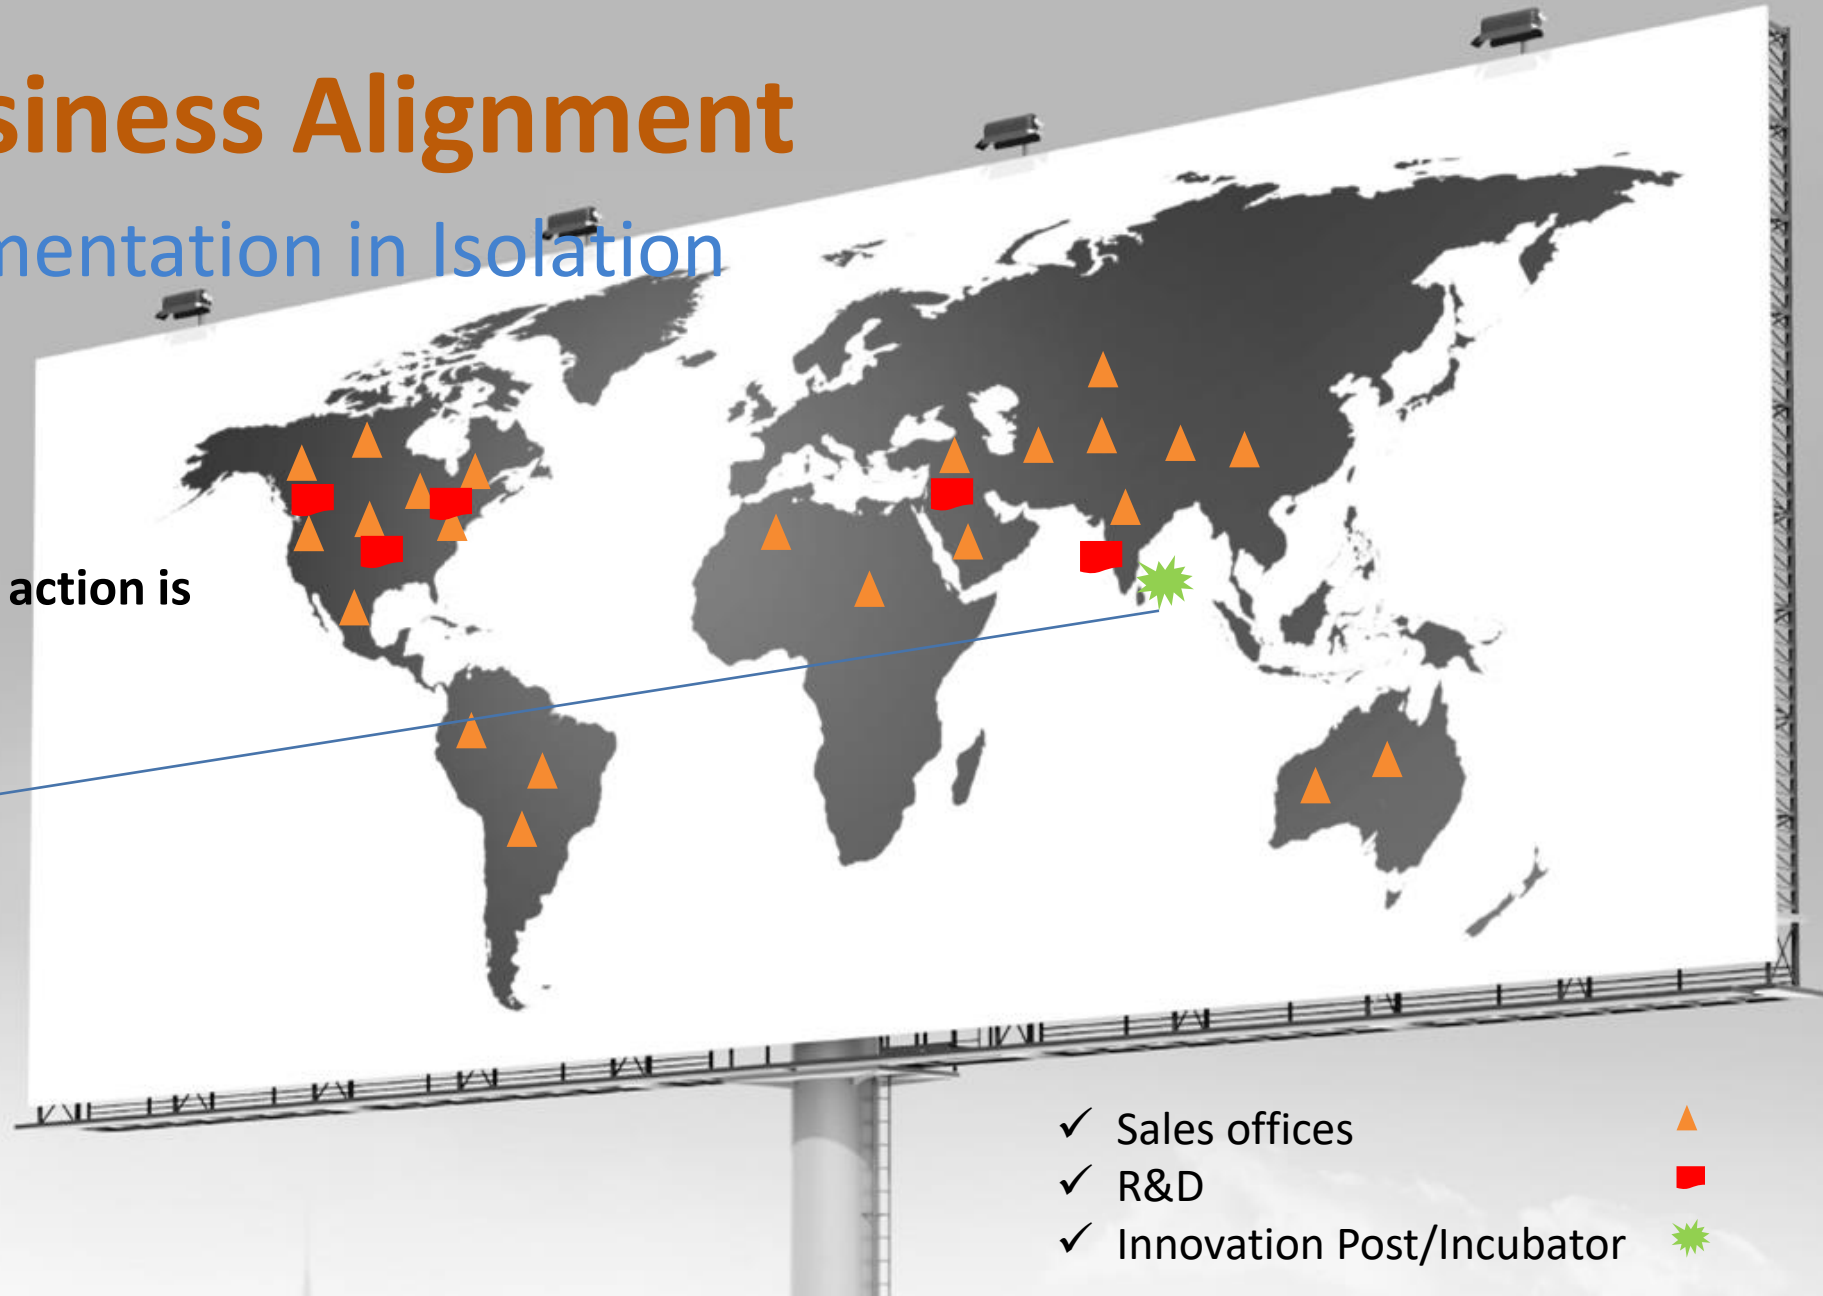 siness Alignment
mentation in Isolation
action is
✓ Sales offices
✓ R&D
✓ Innovation Post/Incubator